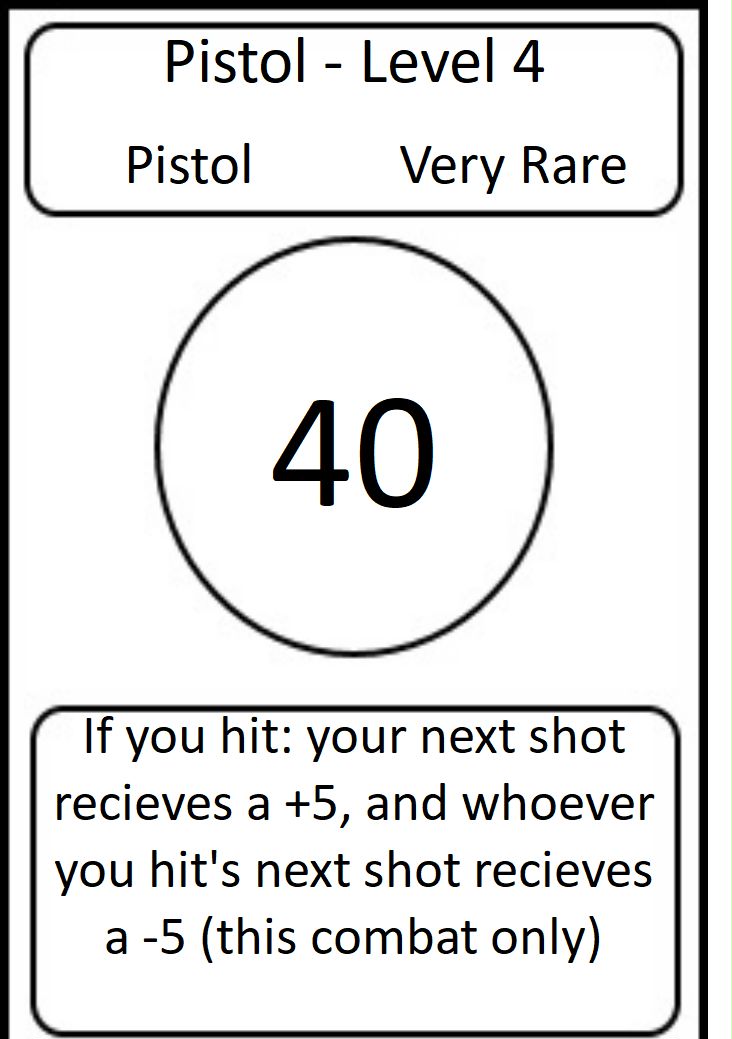 Pistol - Level 4
Pistol Very Rare
40
If you hit: your next shot
recieves a +5, and whoever
you hit's next shot recieves
a -5 (this combat only)